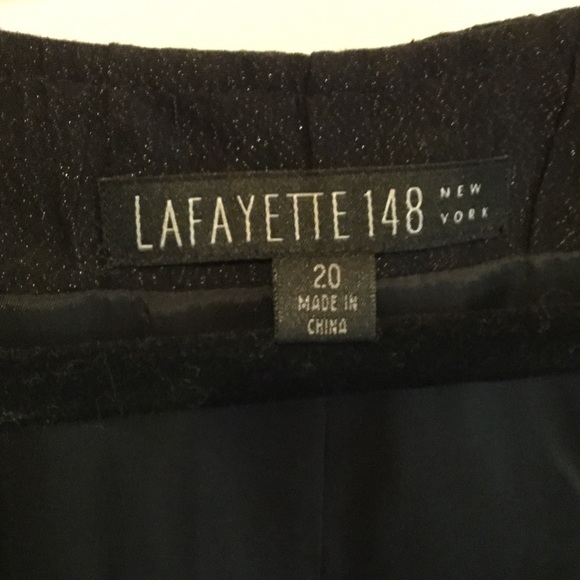 LAFAYETTE 148 NEW YORK
20
MADE IN
CHINA